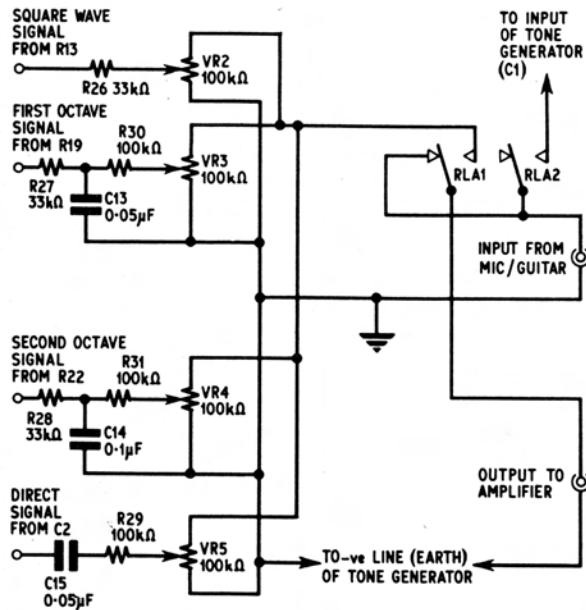 SQUARE WAVE
SIGNAL
FROM R13
R26 33kΩ
VR2
100kΩ
TO INPUT
OF TONE
GENERATOR
(C1)
FIRST OCTAVE
SIGNAL
FROM R19
R30
100kΩ
VR3
100kΩ
R27
33kΩ
C13
0·05µF
RLA1
RLA2
INPUT FROM
MIC/GUITAR
SECOND OCTAVE
SIGNAL
FROM R22
R31
100kΩ
VR4
100kΩ
R28
33kΩ
C14
0·1µF
OUTPUT TO
AMPLIFIER
DIRECT
SIGNAL
FROM C2
R29
100kΩ
VR5
100kΩ
C15
0·05µF
TO-ve LINE (EARTH)
OF TONE GENERATOR